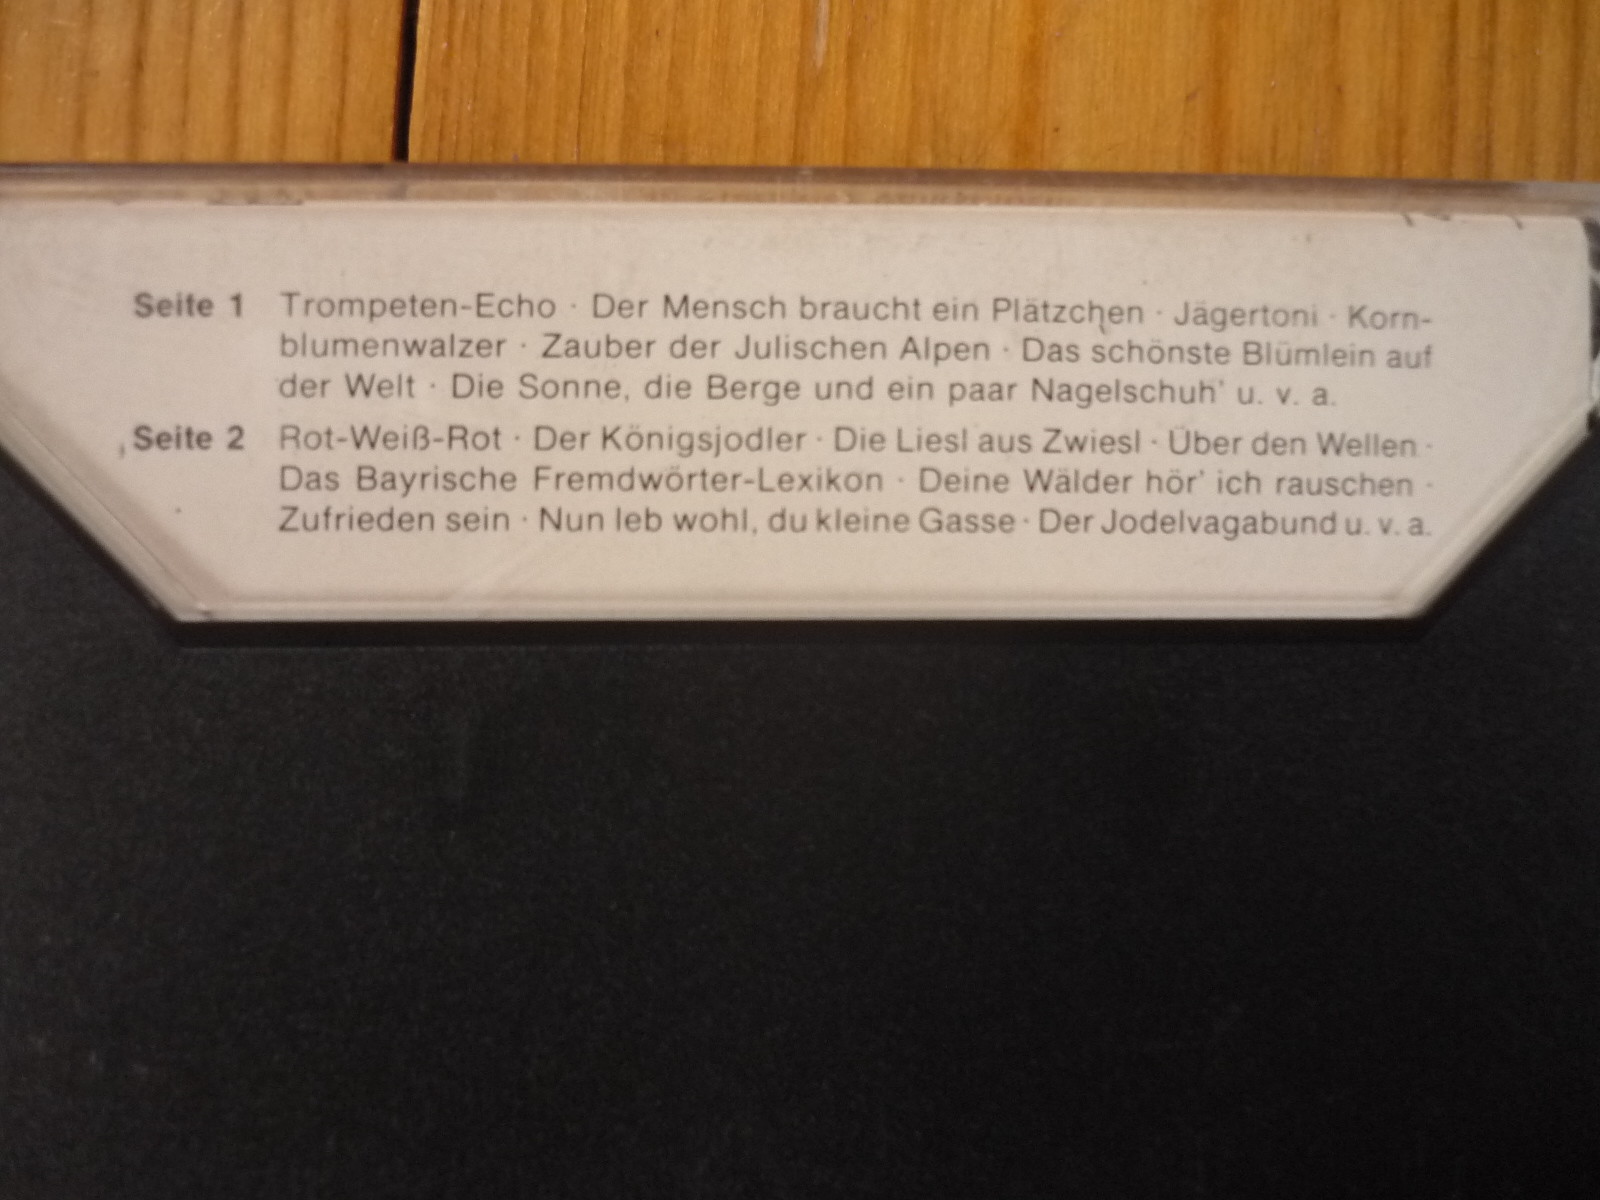 Seite 1 Trompeten-Echo · Der Mensch braucht ein Plätzchen · Jägertoni · Korn-
blumenwalzer · Zauber der Julischen Alpen · Das schönste Blümlein auf
der Welt · Die Sonne, die Berge und ein paar Nagelschuh' u. v. a.
Seite 2 Rot-Weiß-Rot · Der Königsjodler · Die Liesl aus Zwiesl · Über den Wellen ·
Das Bayrische Fremdwörter-Lexikon · Deine Wälder hör' ich rauschen ·
Zufrieden sein · Nun leb wohl, du kleine Gasse · Der Jodelvagabund u. v. a.